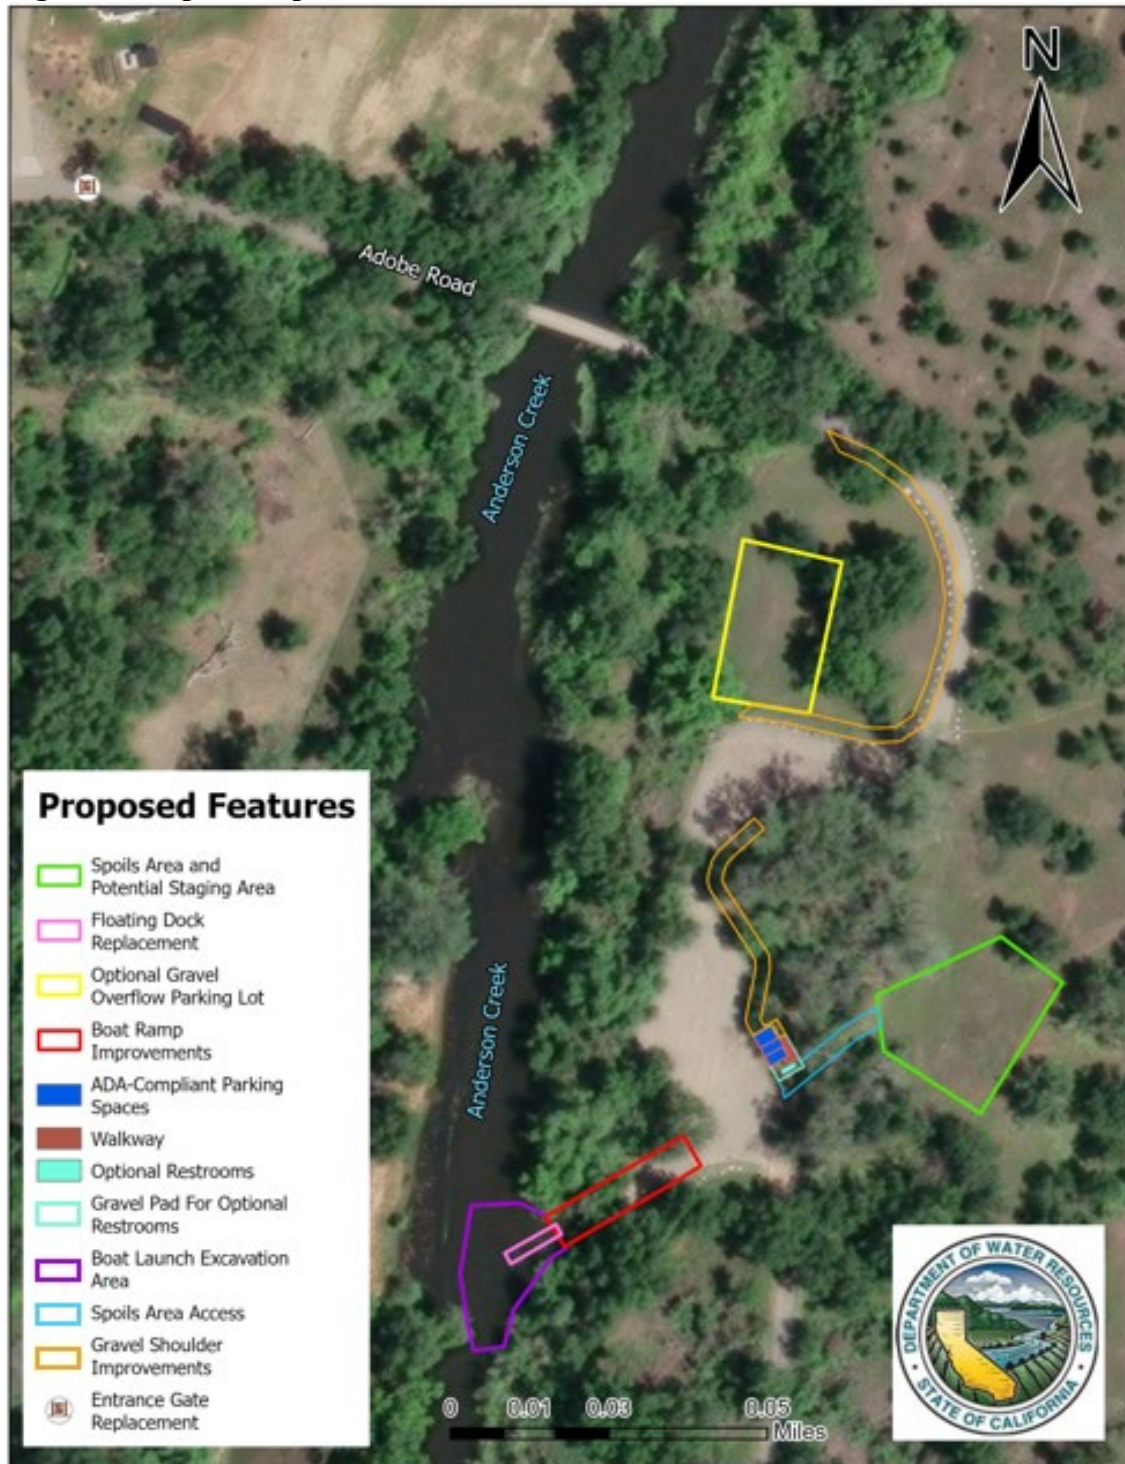 N
Adobe Road
Anderson Creek
Anderson Creek
Proposed Features
Spoils Area and
Potential Staging Area
Floating Dock
Replacement
Optional Gravel
Overflow Parking Lot
Boat Ramp
Improvements
ADA-Compliant Parking
Spaces
Walkway
Optional Restrooms
Gravel Pad For Optional
Restrooms
Boat Launch Excavation
Area
Spoils Area Access
Gravel Shoulder
Improvements
Entrance Gate
Replacement
0 0.01 0.03 0.05
Miles
DEPARTMENT OF WATER RESOURCES
STATE OF CALIFORNIA